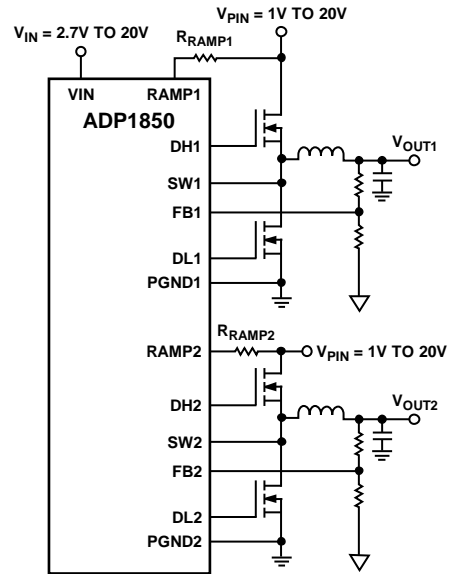 V_PIN = 1V TO 20V
V_IN = 2.7V TO 20V
R_RAMP1
VIN
RAMP1
ADP1850
DH1
V_OUT1
SW1
FB1
DL1
PGND1
R_RAMP2
RAMP2
V_PIN = 1V TO 20V
DH2
V_OUT2
SW2
FB2
DL2
PGND2